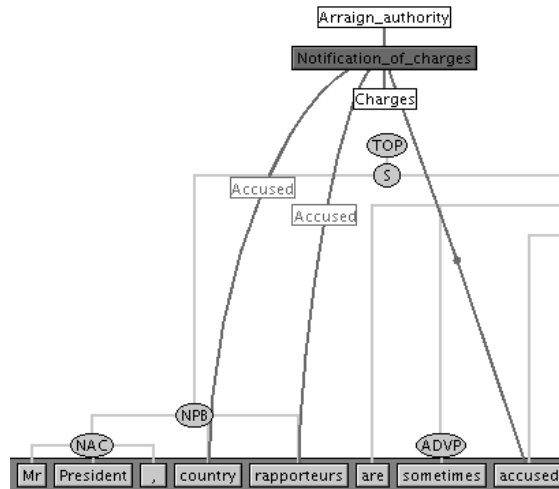 Arraign_authority
Notification_of_charges
Charges
TOP
S
Accused
Accused
NPB
NAC
ADVP
Mr President , country rapporteurs are sometimes accused